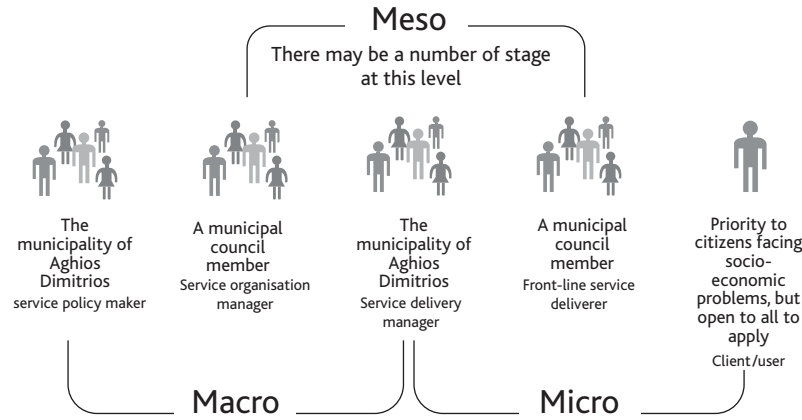 Meso
There may be a number of stage
at this level
The
municipality of
Aghios
Dimitrios
service policy maker
A municipal
council
member
Service organisation
manager
The
municipality of
Aghios
Dimitrios
Service delivery
manager
A municipal
council
member
Front-line service
deliverer
Priority to
citizens facing
socio-
economic
problems, but
open to all to
apply
Client/user
Macro
Micro